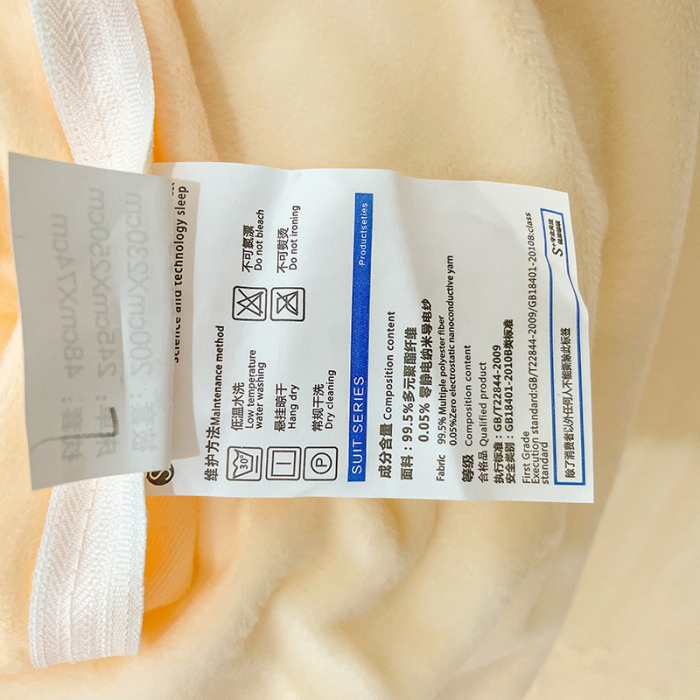 science and technology sleep
维护方法Maintenance method
低温水洗
Low temperature
water washing
不可氯漂
Do not bleach
悬挂晾干
Hang dry
不可熨烫
Do not ironing
常规干洗
Dry cleaning
30°
P
SUIT SERIES
Productseties
成分含量 Composition content
面料：99.5%多元聚酯纤维
0.05% 零静电纳米导电纱
Fabric 99.5% Multiple polyester fiber
0.05%Zero electrostatic nanoconductive yam
等级 Composition content
合格品 Qualified product
执行标准：GB/T22844-2009
安全类别：GB18401-2010B类标准
First Grade
Execution standard:GB/T22844-2009/GB18401-2010B:class
standard
除了消费者以外任何人不能撕除此标签
200cmX230cm
48cmX74cm